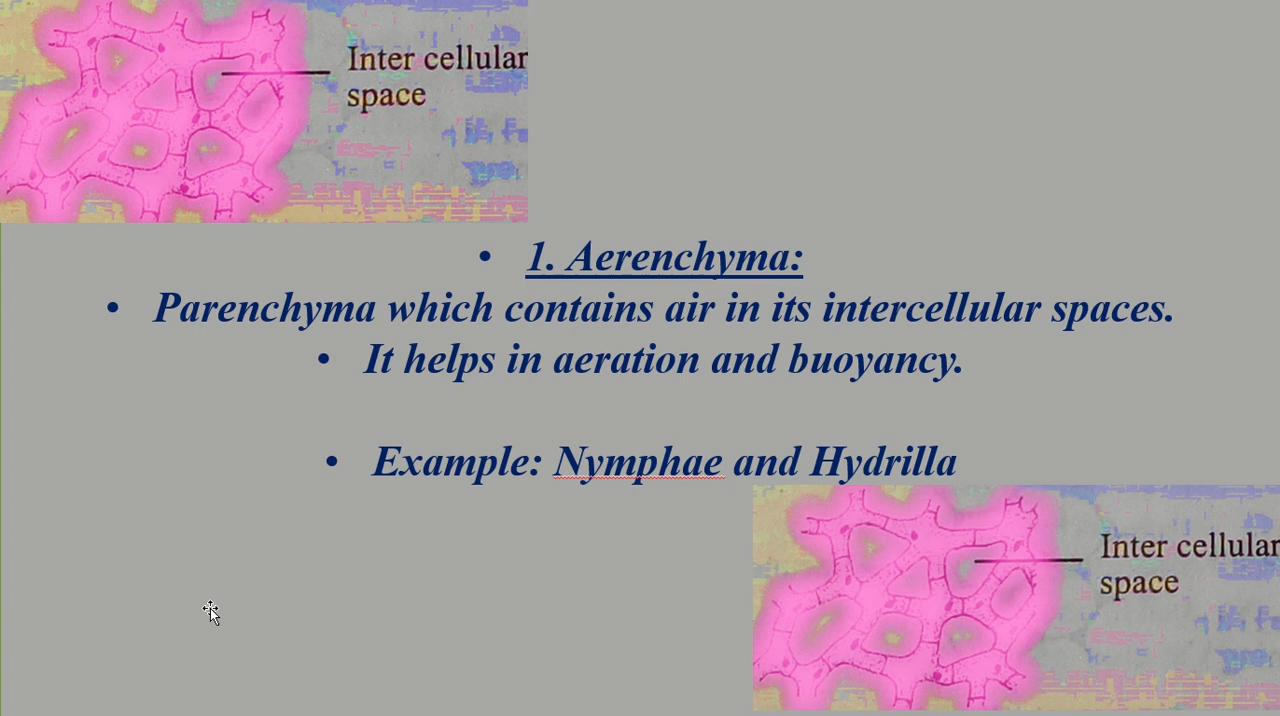 Inter cellular
space
• 1. Aerenchyma:
• Parenchyma which contains air in its intercellular spaces.
• It helps in aeration and buoyancy.
• Example: Nymphae and Hydrilla
Inter cellular
space